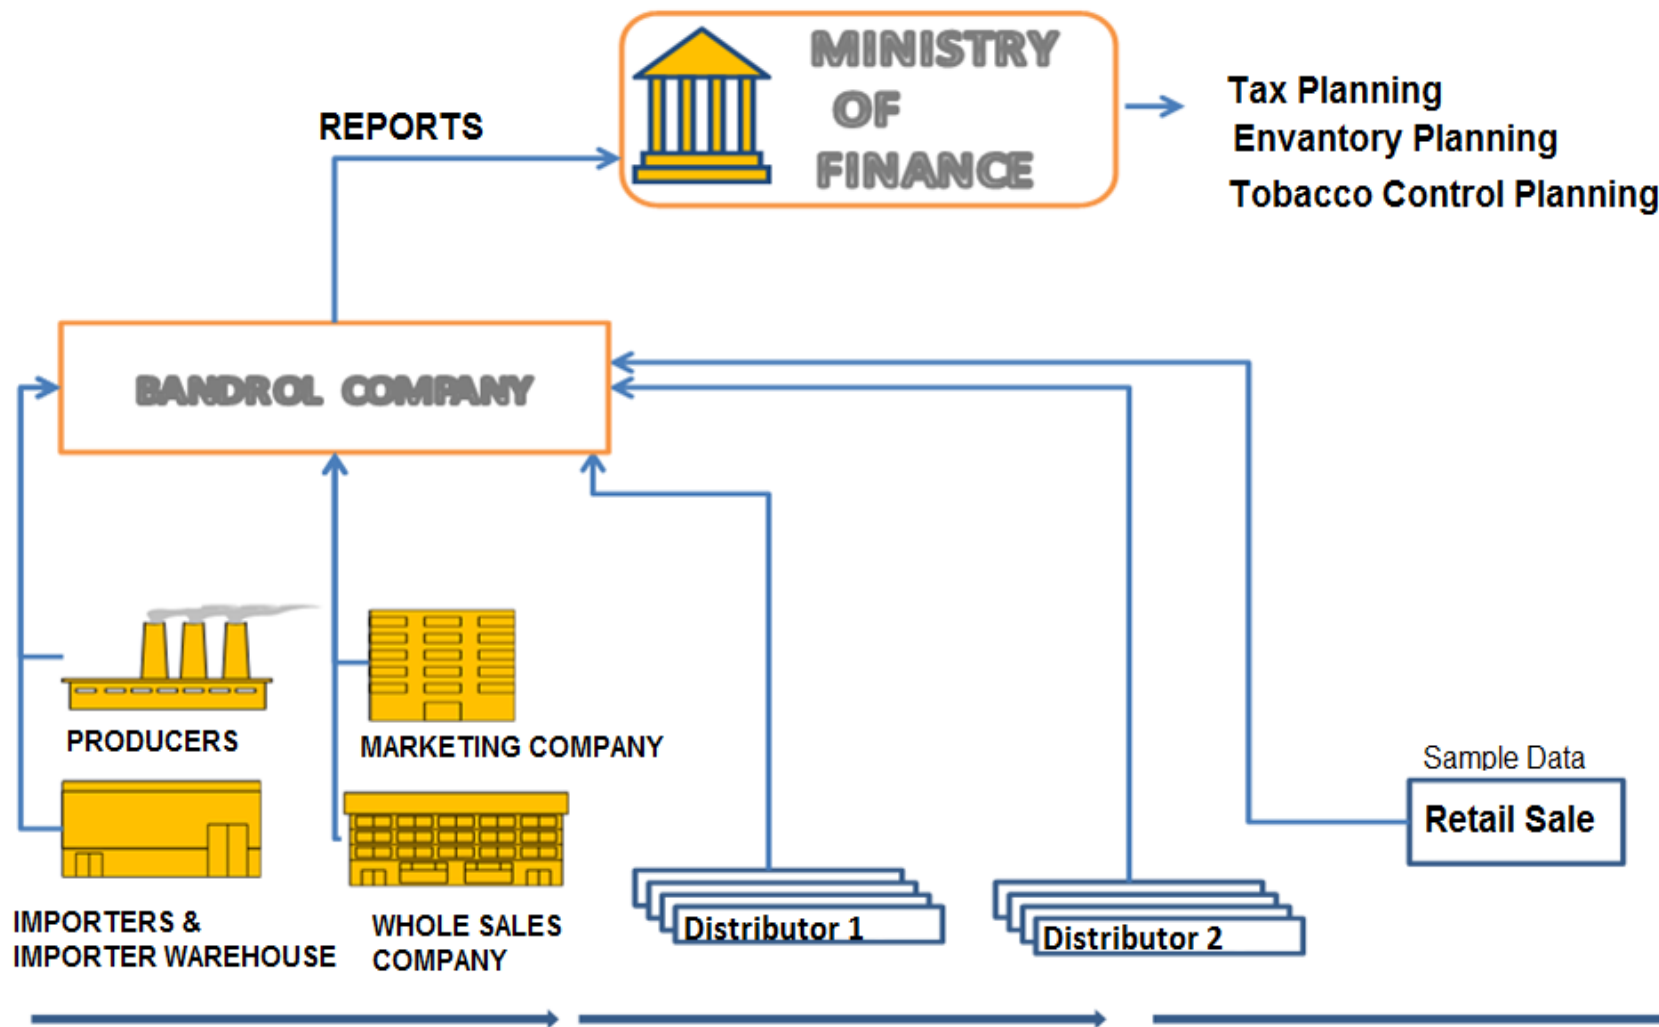 MINISTRY
OF
FINANCE
Tax Planning
Envantory Planning
Tobacco Control Planning
REPORTS
BANDROL COMPANY
PRODUCERS
MARKETING COMPANY
IMPORTERS &
IMPORTER WAREHOUSE
WHOLE SALES
COMPANY
Distributor 1
Distributor 2
Sample Data
Retail Sale